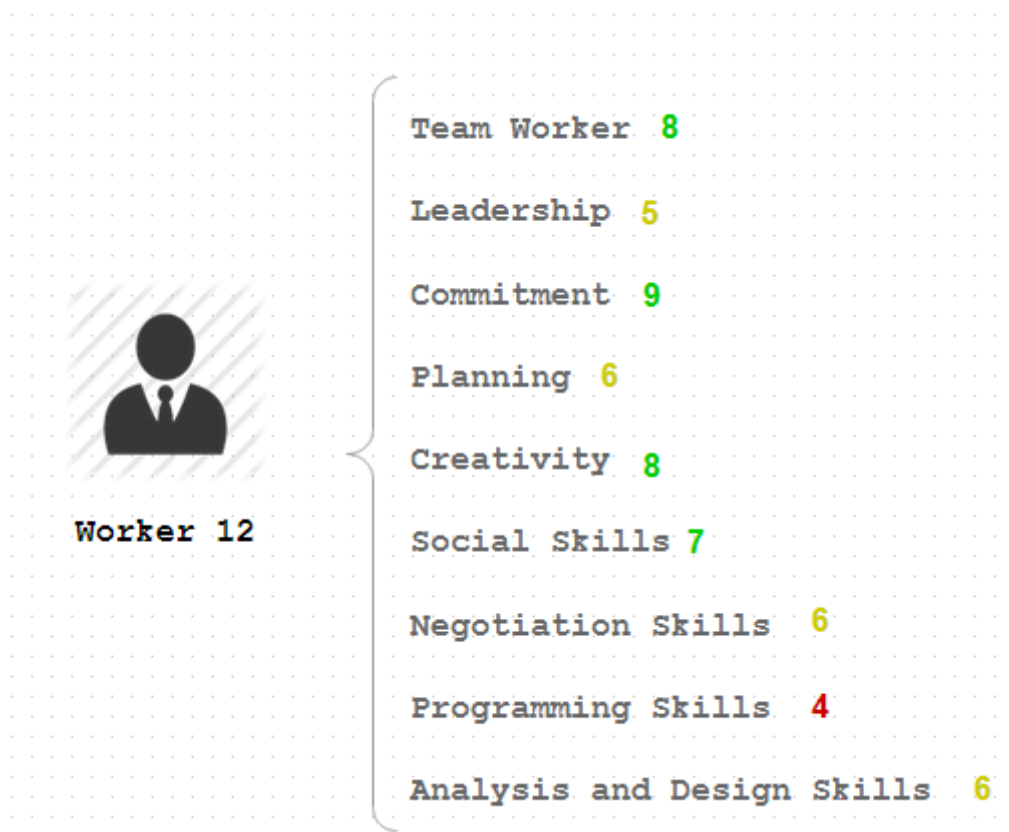 Team Worker 8
Leadership 5
Commitment 9
Planning 6
Creativity 8
Worker 12
Social Skills 7
Negotiation Skills 6
Programming Skills 4
Analysis and Design Skills 6